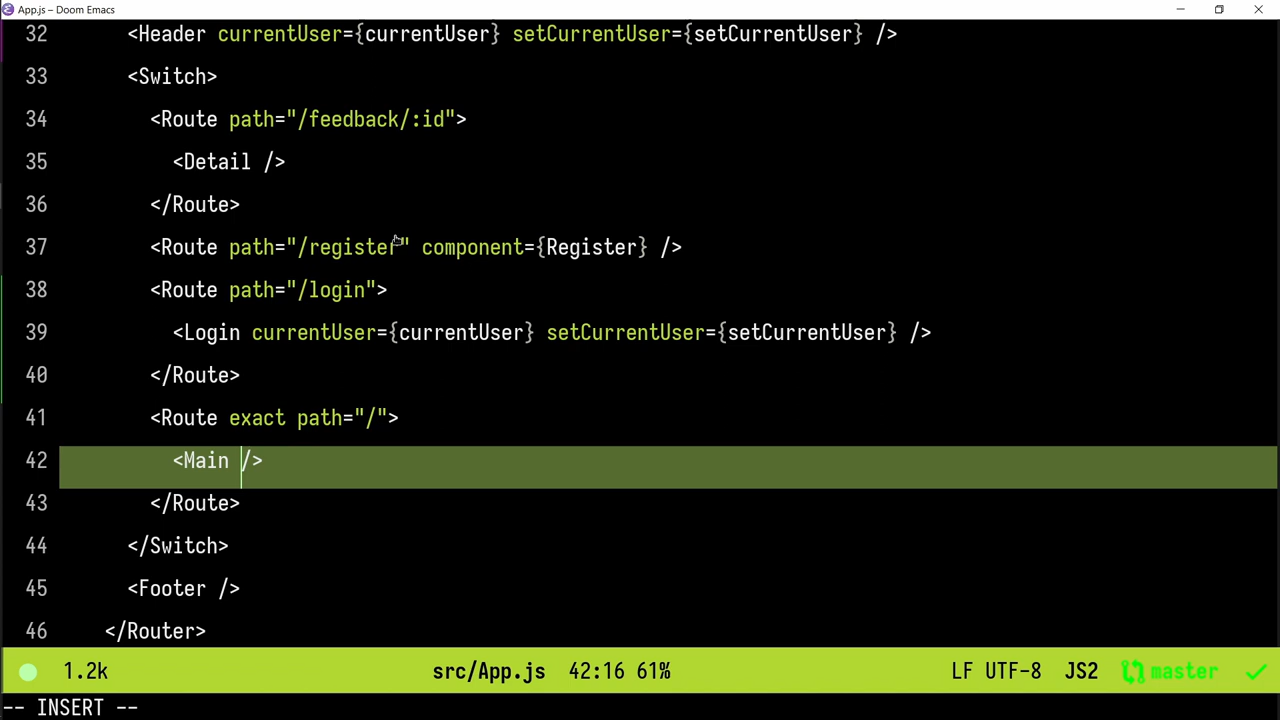 App.js – Doom Emacs
32 <Header currentUser={currentUser} setCurrentUser={setCurrentUser} />
33 <Switch>
34 <Route path="/feedback/:id">
35 <Detail />
36 </Route>
37 <Route path="/register" component={Register} />
38 <Route path="/login">
39 <Login currentUser={currentUser} setCurrentUser={setCurrentUser} />
40 </Route>
41 <Route exact path="/">
42 <Main />
43 </Route>
44 </Switch>
45 <Footer />
46 </Router>
1.2k src/App.js 42:16 61% LF UTF-8 JS2 master
-- INSERT --